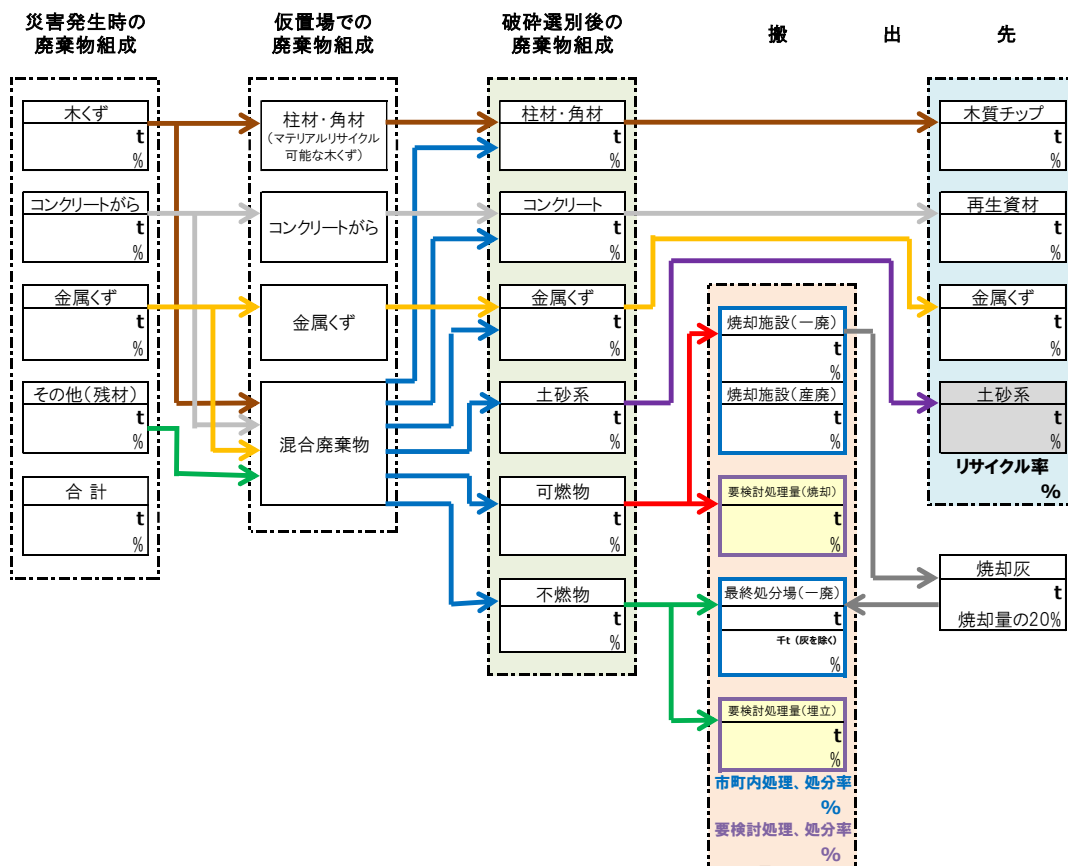 災害発生時の
廃棄物組成
仮置場での
廃棄物組成
破砕選別後の
廃棄物組成
搬 出 先
木くず
t
%
コンクリートがら
t
%
金属くず
t
%
その他(残材)
t
%
合 計
t
%
柱材・角材
(マテリアルリサイクル
可能な木くず)
コンクリートがら
金属くず
混合廃棄物
柱材・角材
t
%
コンクリート
t
%
金属くず
t
%
土砂系
t
%
可燃物
t
%
不燃物
t
%
焼却施設(一廃)
t
%
焼却施設(産廃)
t
%
要検討処理量(焼却)
t
%
最終処分場(一廃)
t
千t (灰を除く)
%
要検討処理量(埋立)
t
%
市町内処理、処分率
%
要検討処理、処分率
%
木質チップ
t
%
再生資材
t
%
金属くず
t
%
土砂系
t
%
リサイクル率
%
焼却灰
t
焼却量の20%